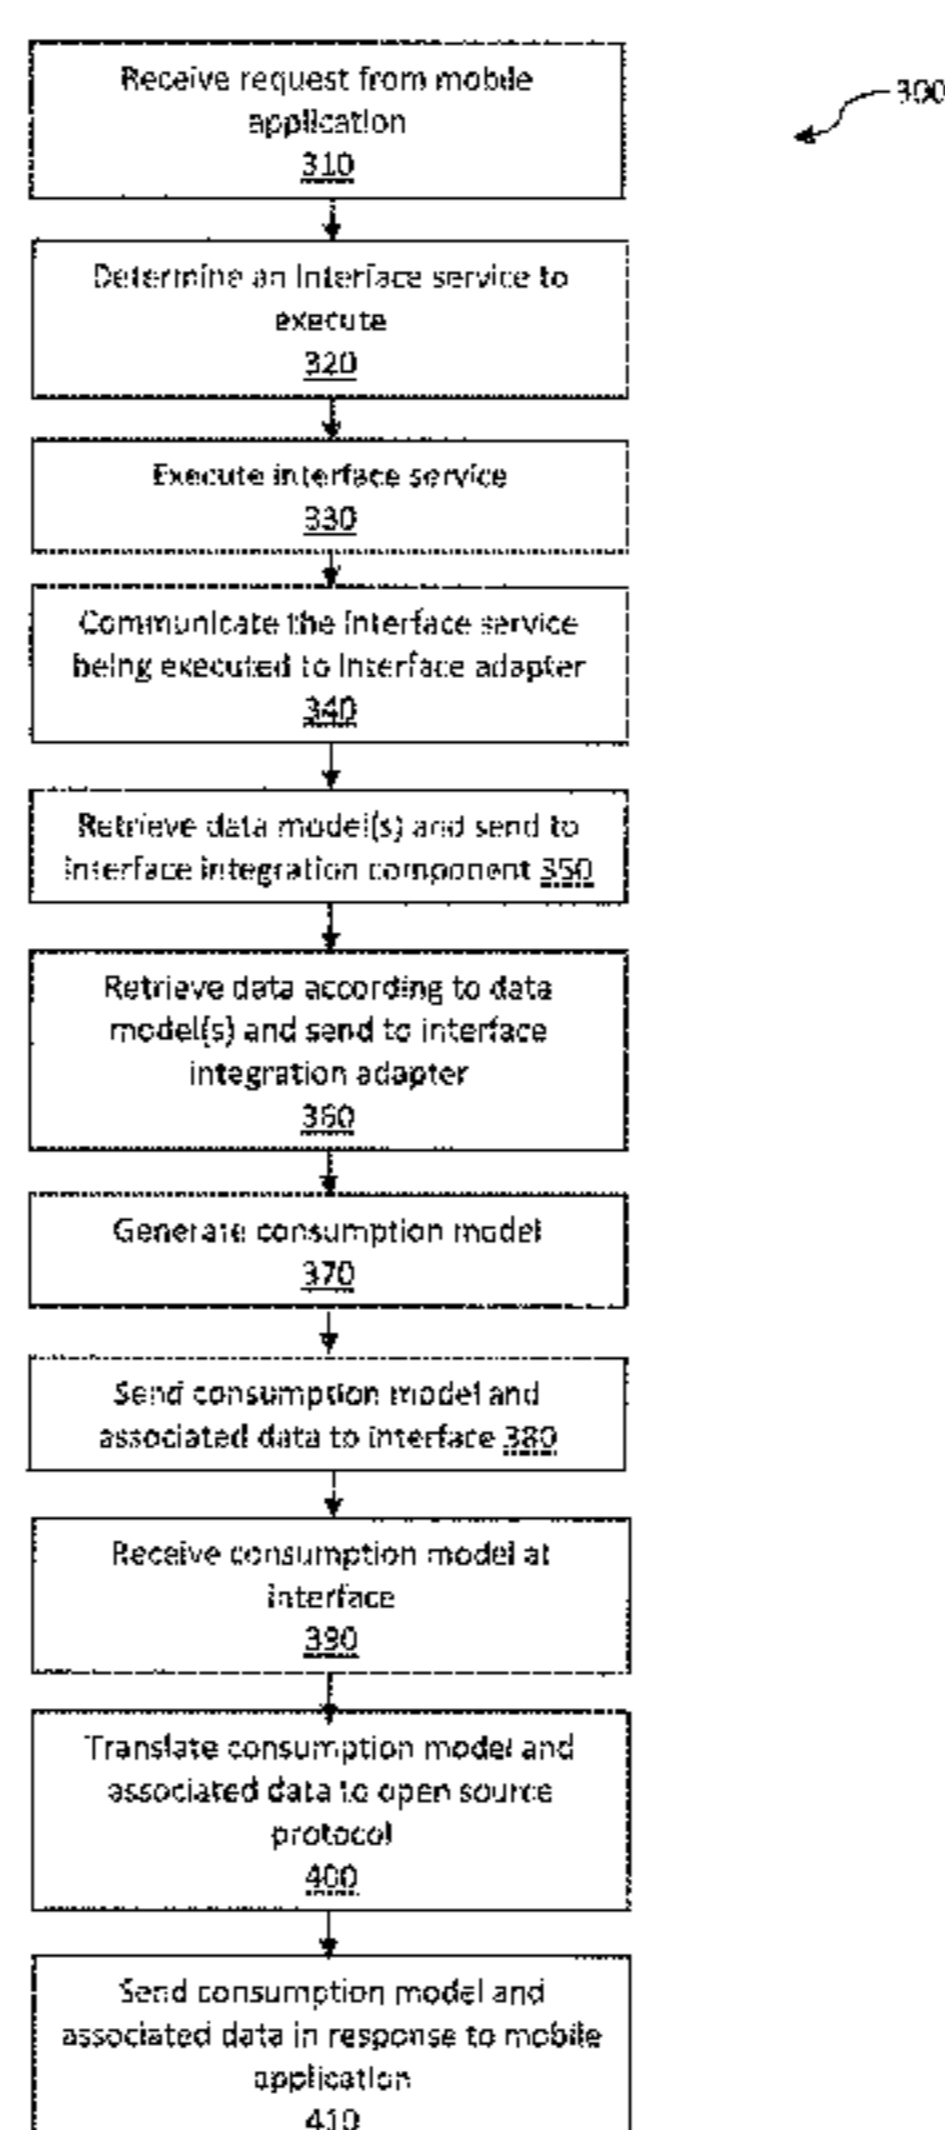 300
Receive request from mobile
application
310
Determine an interface service to
execute
320
Execute interface service
330
Communicate the interface service
being executed to interface adapter
340
Retrieve data model(s) and send to
interface integration component 350
Retrieve data according to data
model(s) and send to interface
integration adapter
360
Generate consumption model
370
Send consumption model and
associated data to interface 380
Receive consumption model at
interface
390
Translate consumption model and
associated data to open source
protocol
400
Send consumption model and
associated data in response to mobile
application
410